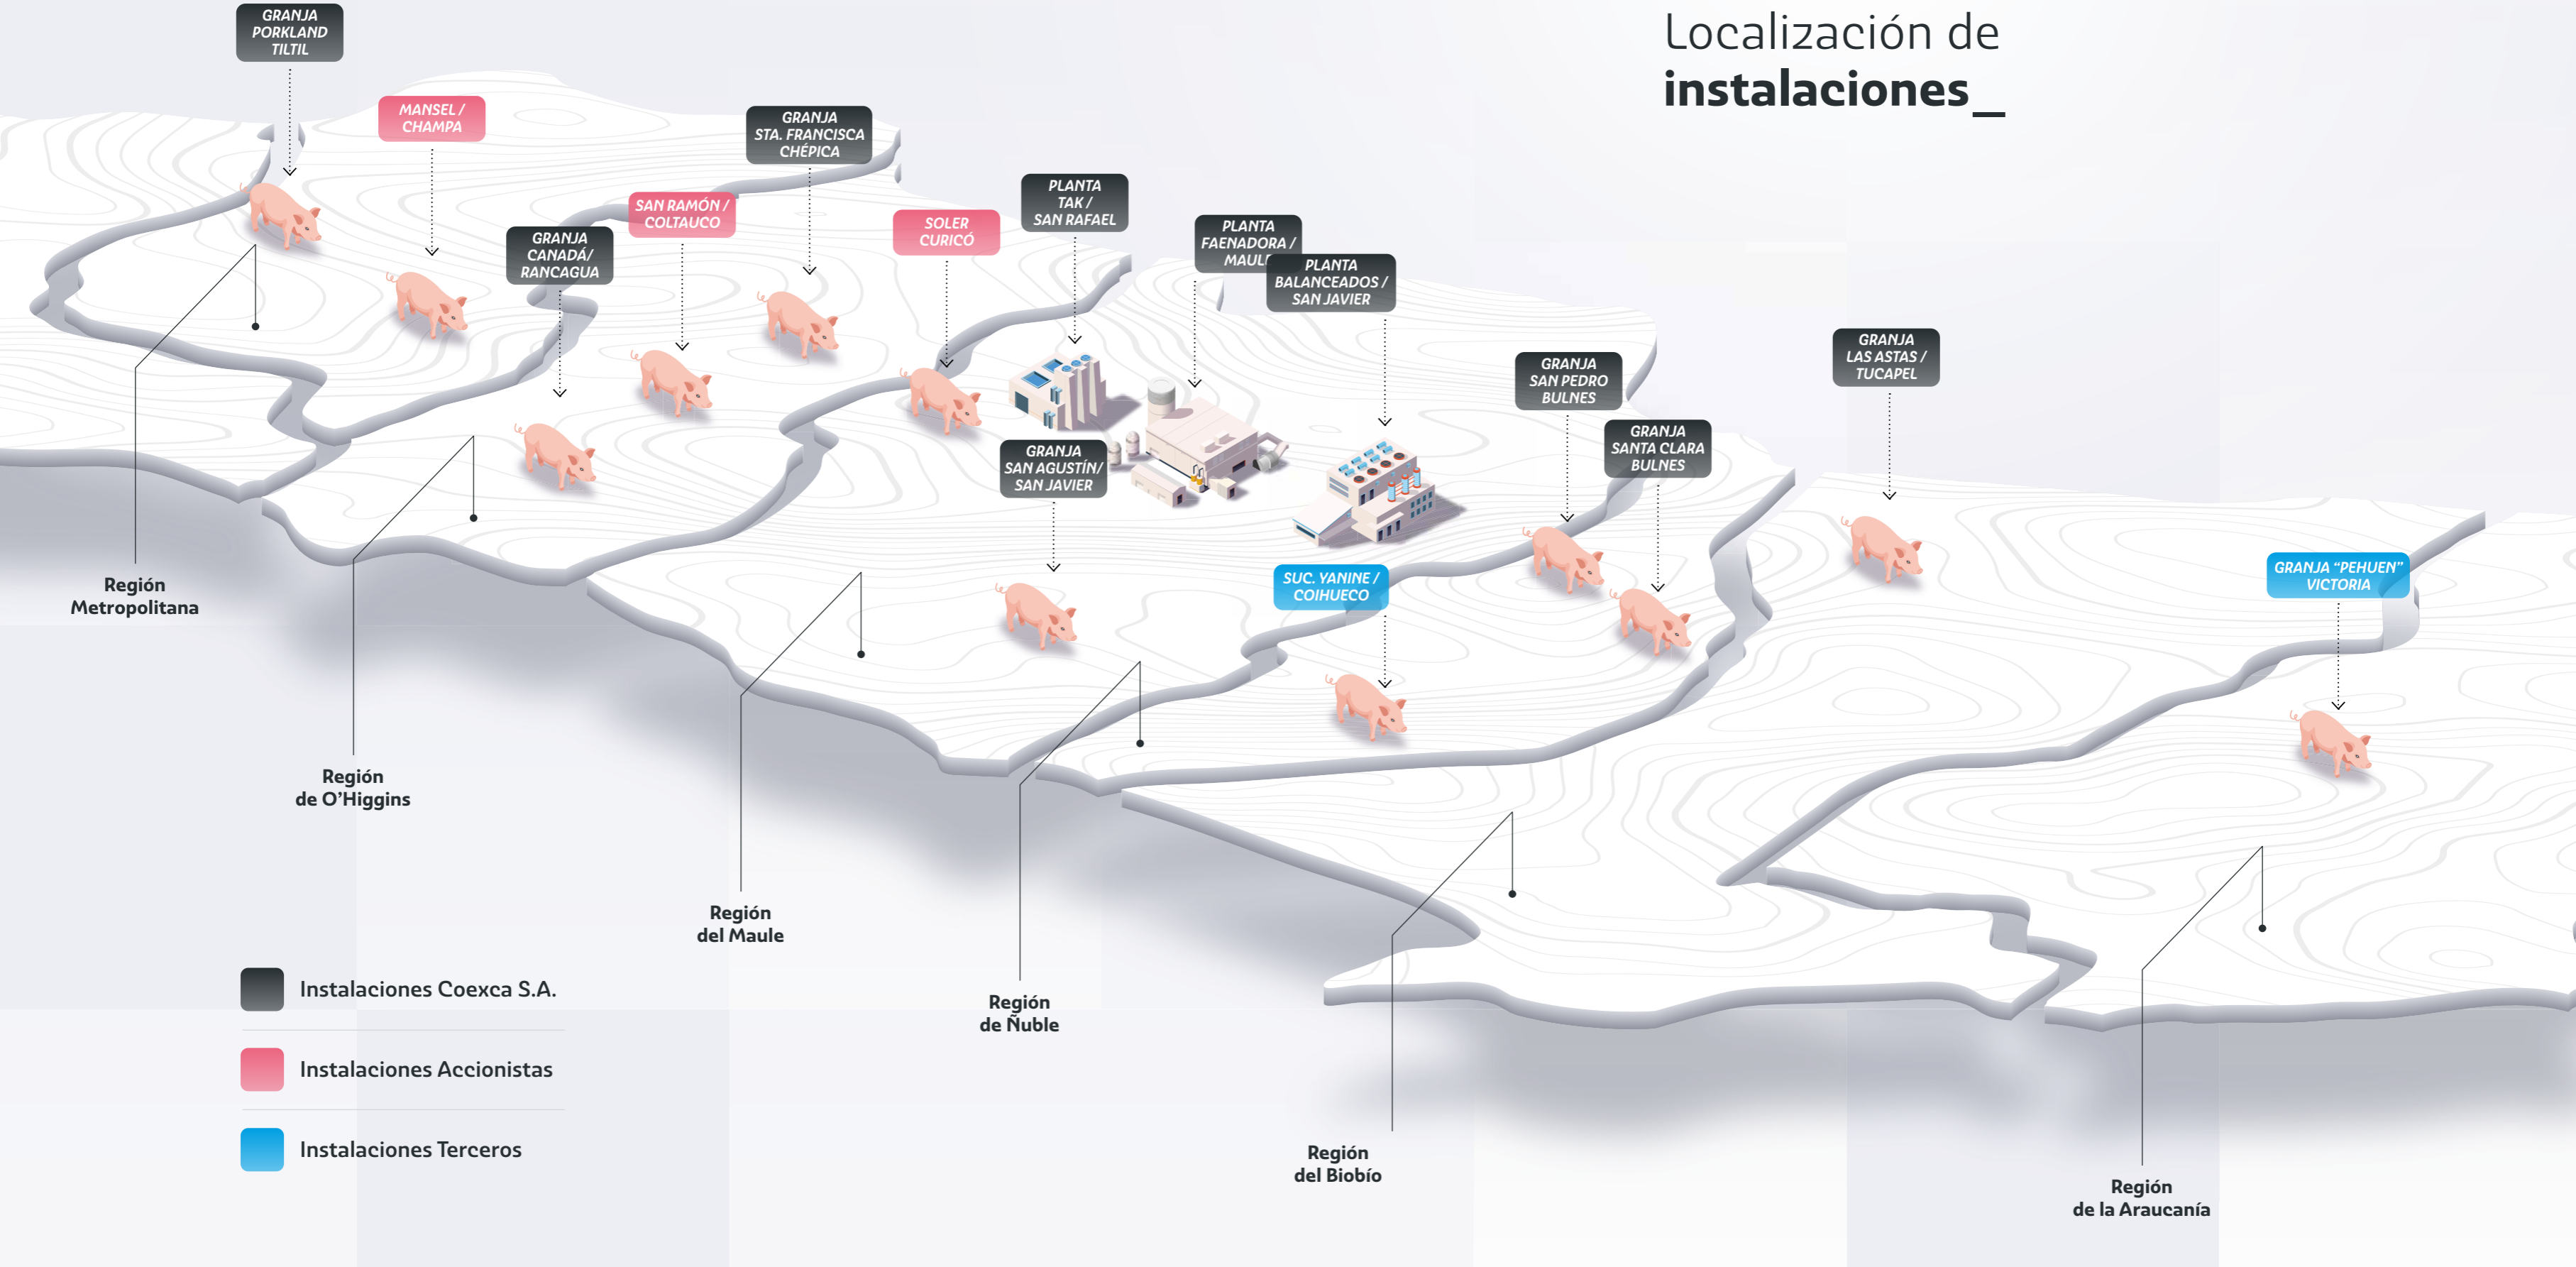 Localización de
instalaciones_
GRANJA
PORKLAND
TILTIL
MANSEL /
CHAMPA
GRANJA
CANADÁ/
RANCAGUA
SAN RAMÓN /
COLTAUCO
GRANJA
STA. FRANCISCA
CHÉPICA
SOLER
CURICÓ
PLANTA
TAK /
SAN RAFAEL
PLANTA
FAENADORA /
MAULE
PLANTA
BALANCEADOS /
SAN JAVIER
GRANJA
SAN AGUSTÍN/
SAN JAVIER
GRANJA
SAN PEDRO
BULNES
GRANJA
SANTA CLARA
BULNES
SUC. YANINE /
COIHUECO
GRANJA
LAS ASTAS /
TUCAPEL
GRANJA “PEHUEN”
VICTORIA
Región
Metropolitana
Región
de O’Higgins
Región
del Maule
Región
de Ñuble
Región
del Biobío
Región
de la Araucanía
Instalaciones Coexca S.A.
Instalaciones Accionistas
Instalaciones Terceros